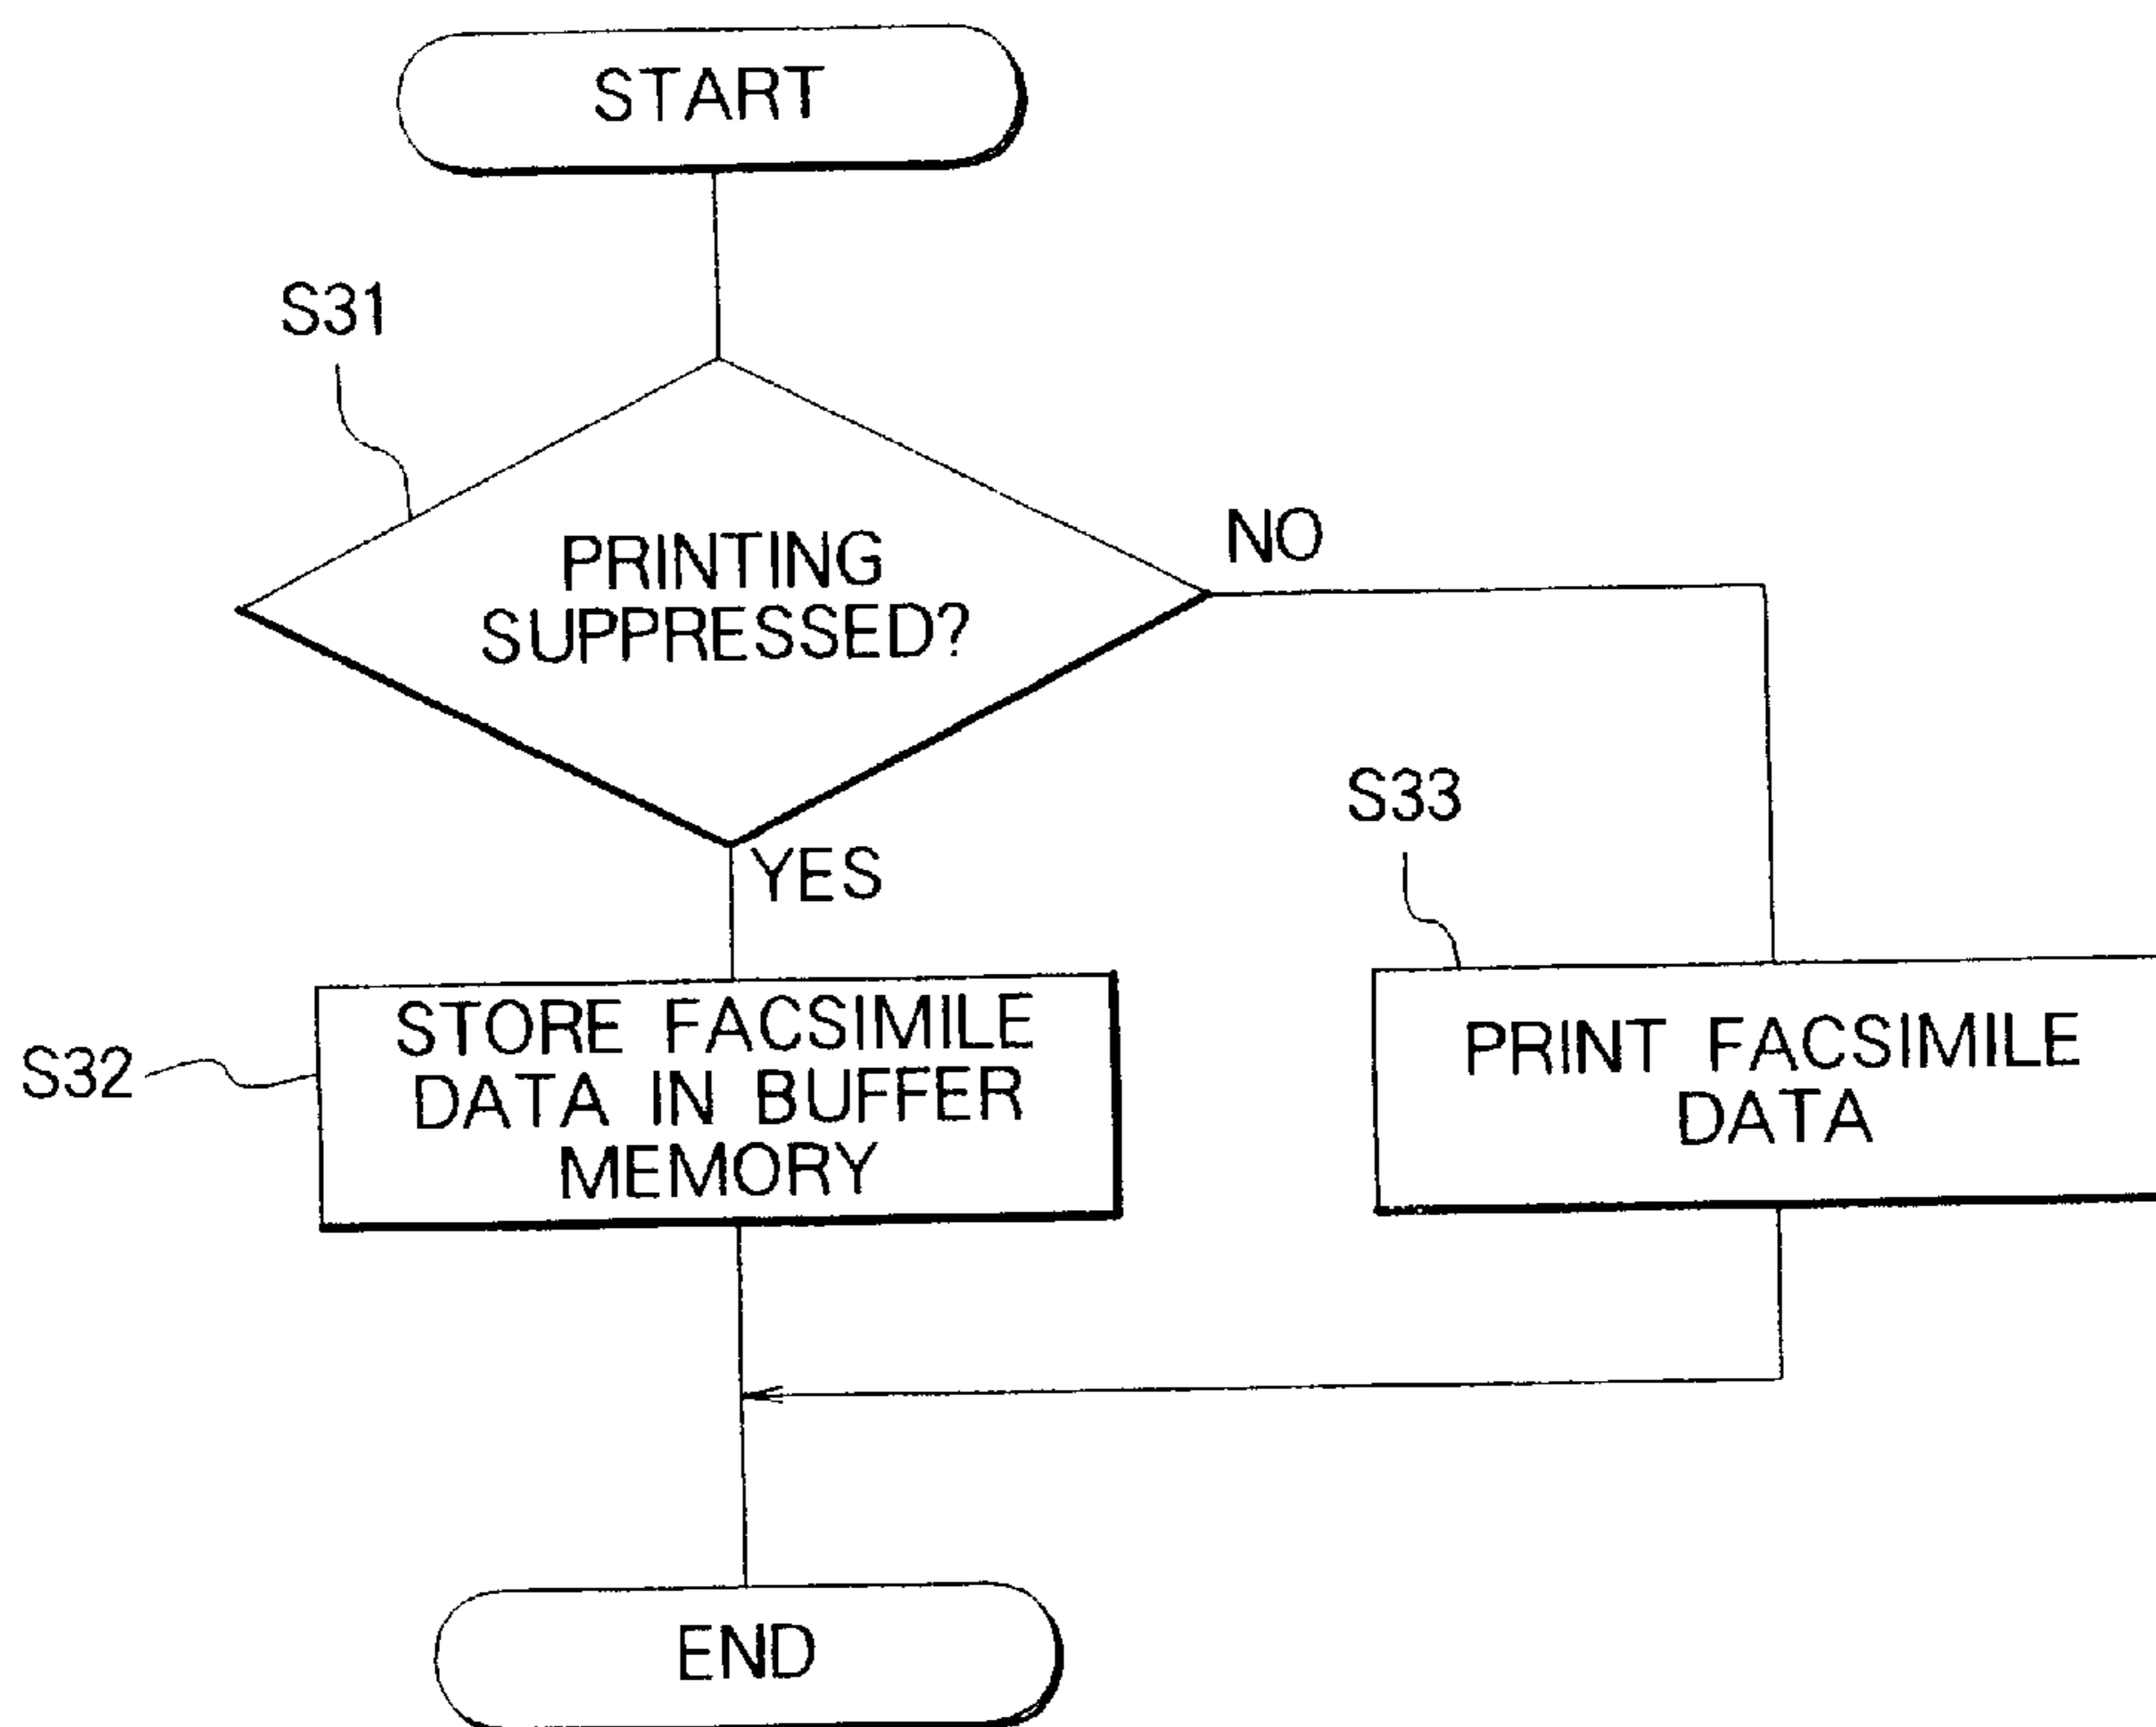 START
S31
PRINTING
SUPPRESSED?
NO
YES
S33
S32
STORE FACSIMILE
DATA IN BUFFER
MEMORY
PRINT FACSIMILE
DATA
END